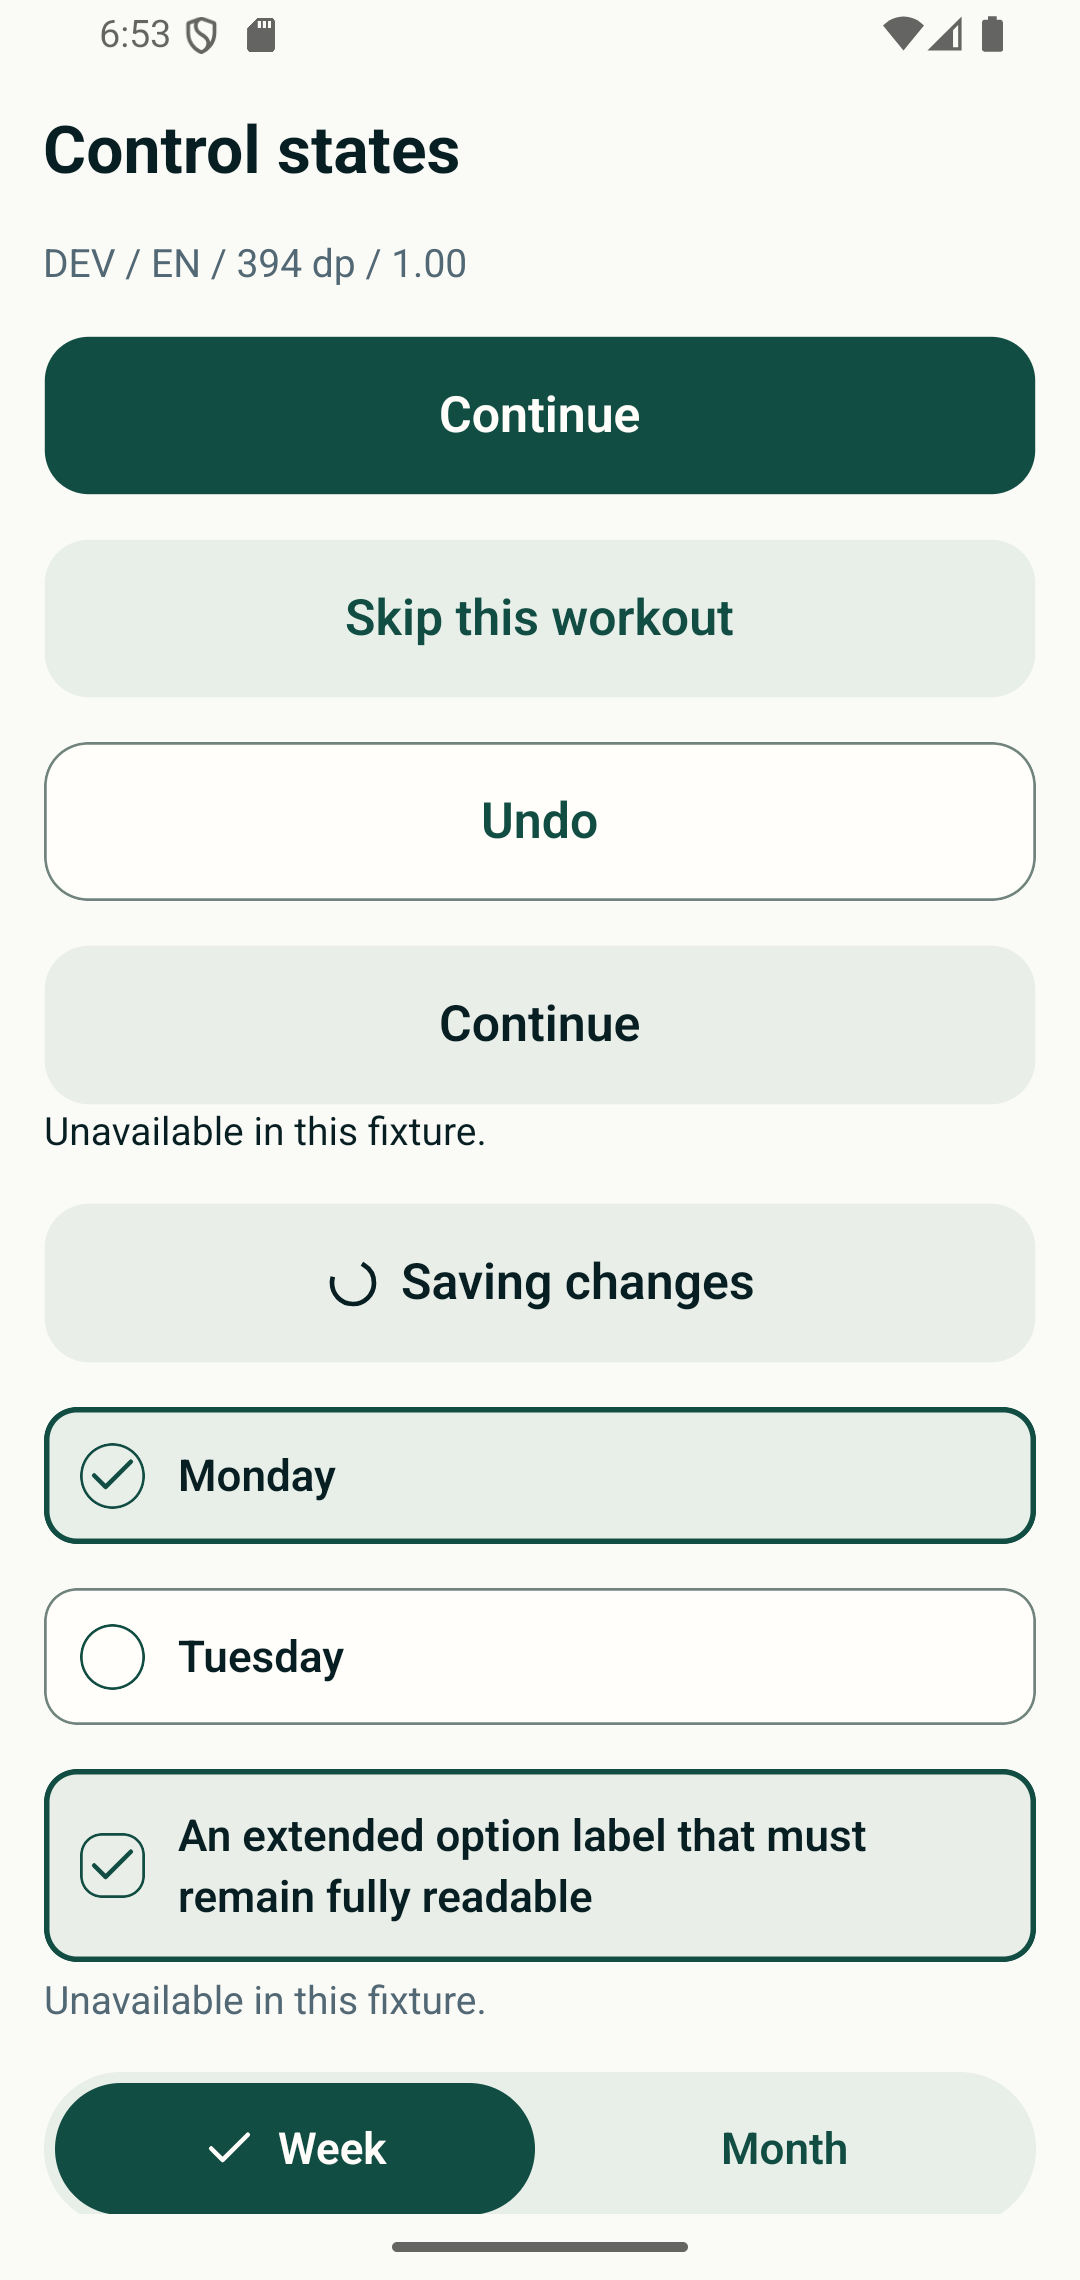 6:53
Control states
DEV / EN / 394 dp / 1.00
Continue
Skip this workout
Undo
Continue
Unavailable in this fixture.
Saving changes
Monday
Tuesday
An extended option label that must
remain fully readable
Unavailable in this fixture.
Week
Month